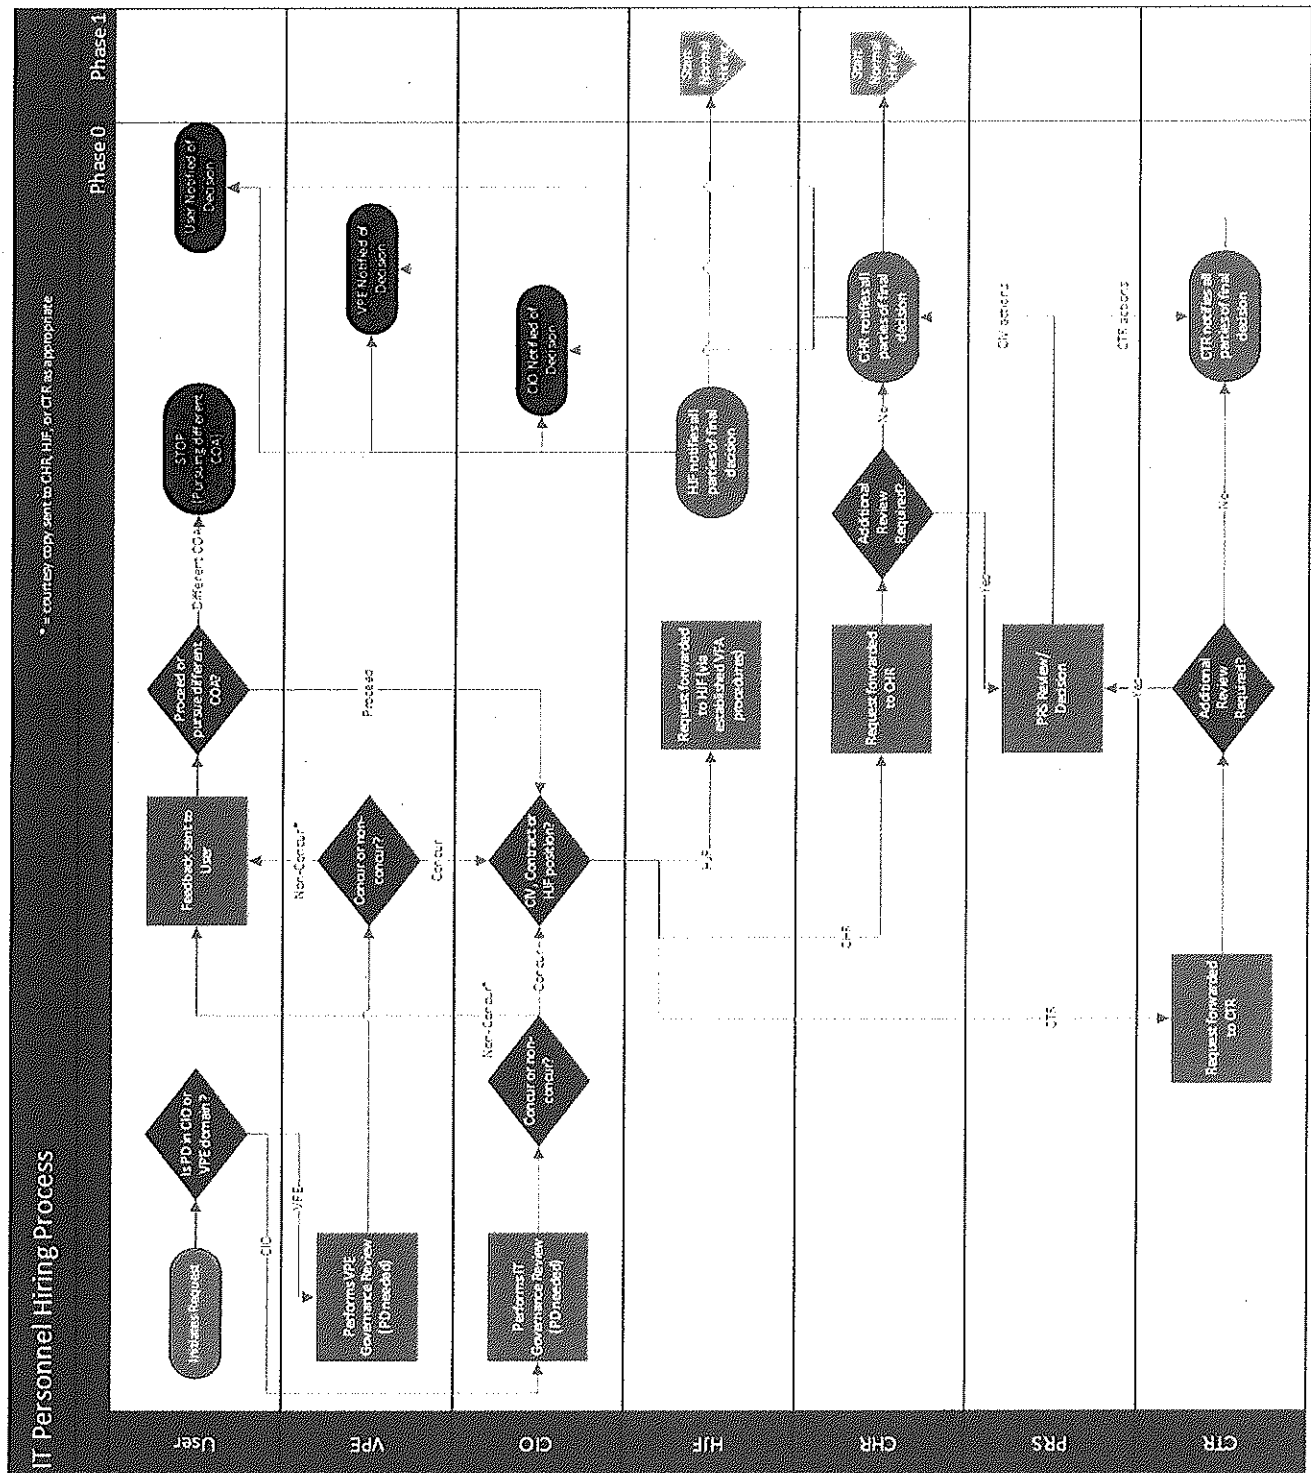 IT Personnel Hiring Process
* = courtesy copy sent to CHR, HJF, or CTR as appropriate
Phase 0
Phase 1
User
Initiates Request
Is PD in CIO or
VPE domain?
CIO
VPE
Feedback sent to
User
Proceed or
pursue different
COA?
Different COA
Proceed
STOP
(Pursuing different
COA)
User Notified of
Decision
VPE
Performs VPE
Governance Review
(PD needed)
Concur or non-
concur?
Non-Concur*
Concur
VPE Notified of
Decision
CIO
Performs IT
Governance Review
(PD needed)
Concur or non-
concur?
Non-Concur*
Concur
CIV, Contract or
HJF position?
CIO Notified of
Decision
HJF
HJF
Request forwarded
to HJF (via
established VFA
procedures)
HJF notifies all
parties of final
decision
Normal
CHR
CHR
Request forwarded
to CHR
Additional
Review
Required?
No
Yes
CHR notifies all
parties of final
decision
Normal
PRS
PRS Review/
Decision
CIV actions
CTR actions
CTR
CTR
Request forwarded
to CTR
Additional
Review
Required?
Yes
No
CTR notifies all
parties of final
decision